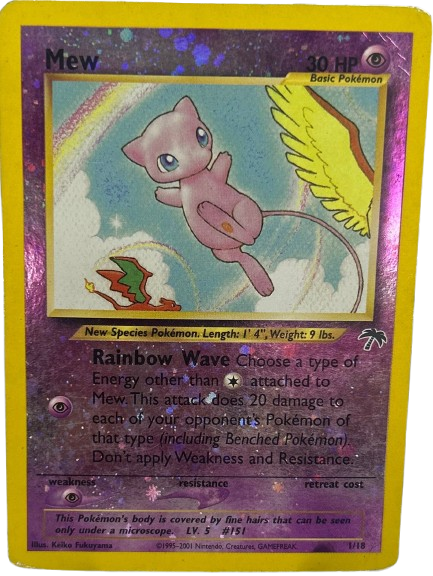 Mew 30 HP
Basic Pokémon
New Species Pokémon. Length: 1' 4", Weight: 9 lbs.
Rainbow Wave Choose a type of
Energy other than attached to
Mew. This attack does 20 damage to
each of your opponent's Pokémon of
that type (including Benched Pokémon).
Don't apply Weakness and Resistance.
weakness resistance retreat cost
This Pokémon's body is covered by fine hairs that can be seen
only under a microscope. LV. 5 #151
Illus. Keiko Fukuyama ©1995-2001 Nintendo, Creatures, GAMEFREAK. 1/18